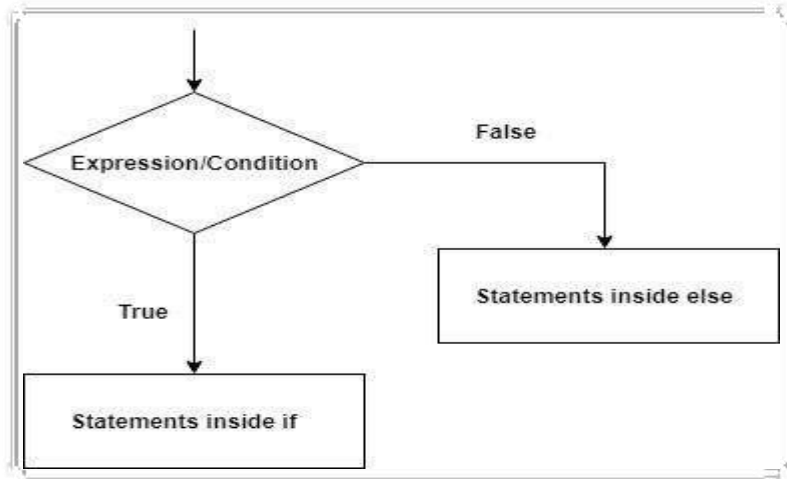 False
Expression/Condition
Statements inside else
True
Statements inside if